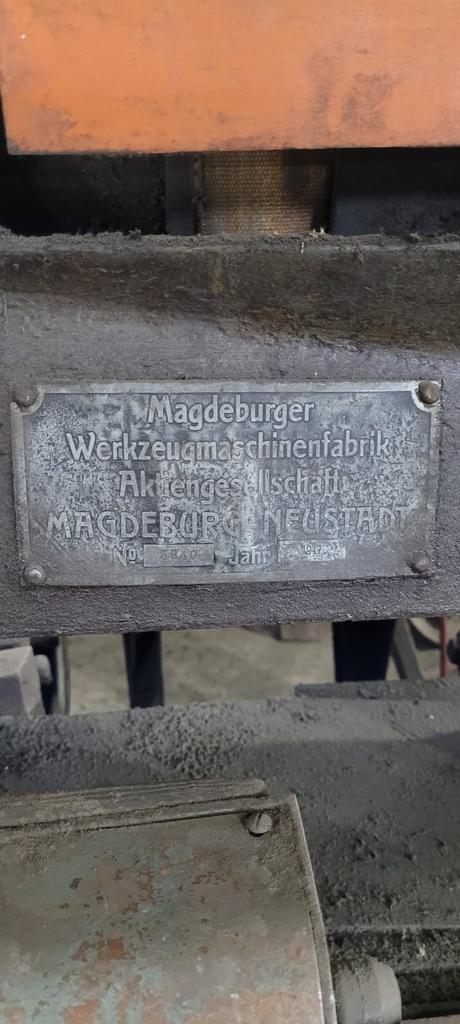 Magdeburger
Werkzeugmaschinenfabrik
Aktiengesellschaft
MAGDEBURG NEUSTADT
No Jahr